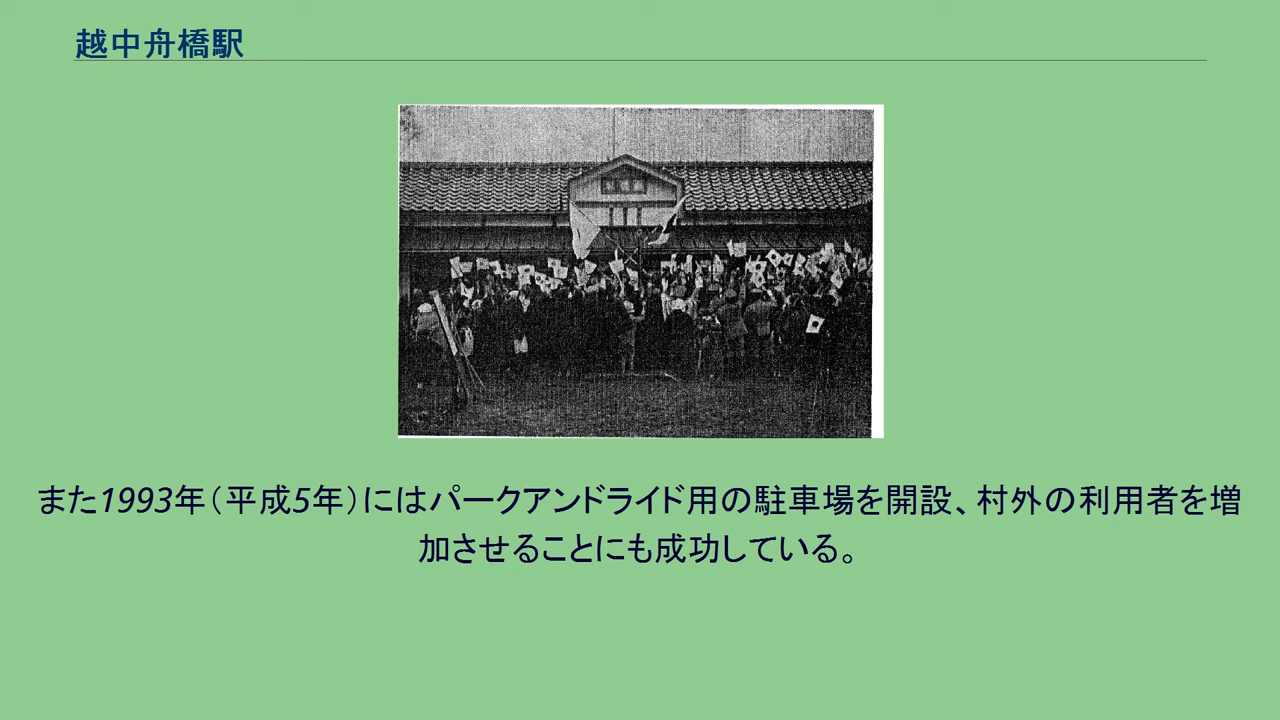 越中舟橋駅
また1993年（平成5年）にはパークアンドライド用の駐車場を開設、村外の利用者を増
加させることにも成功している。